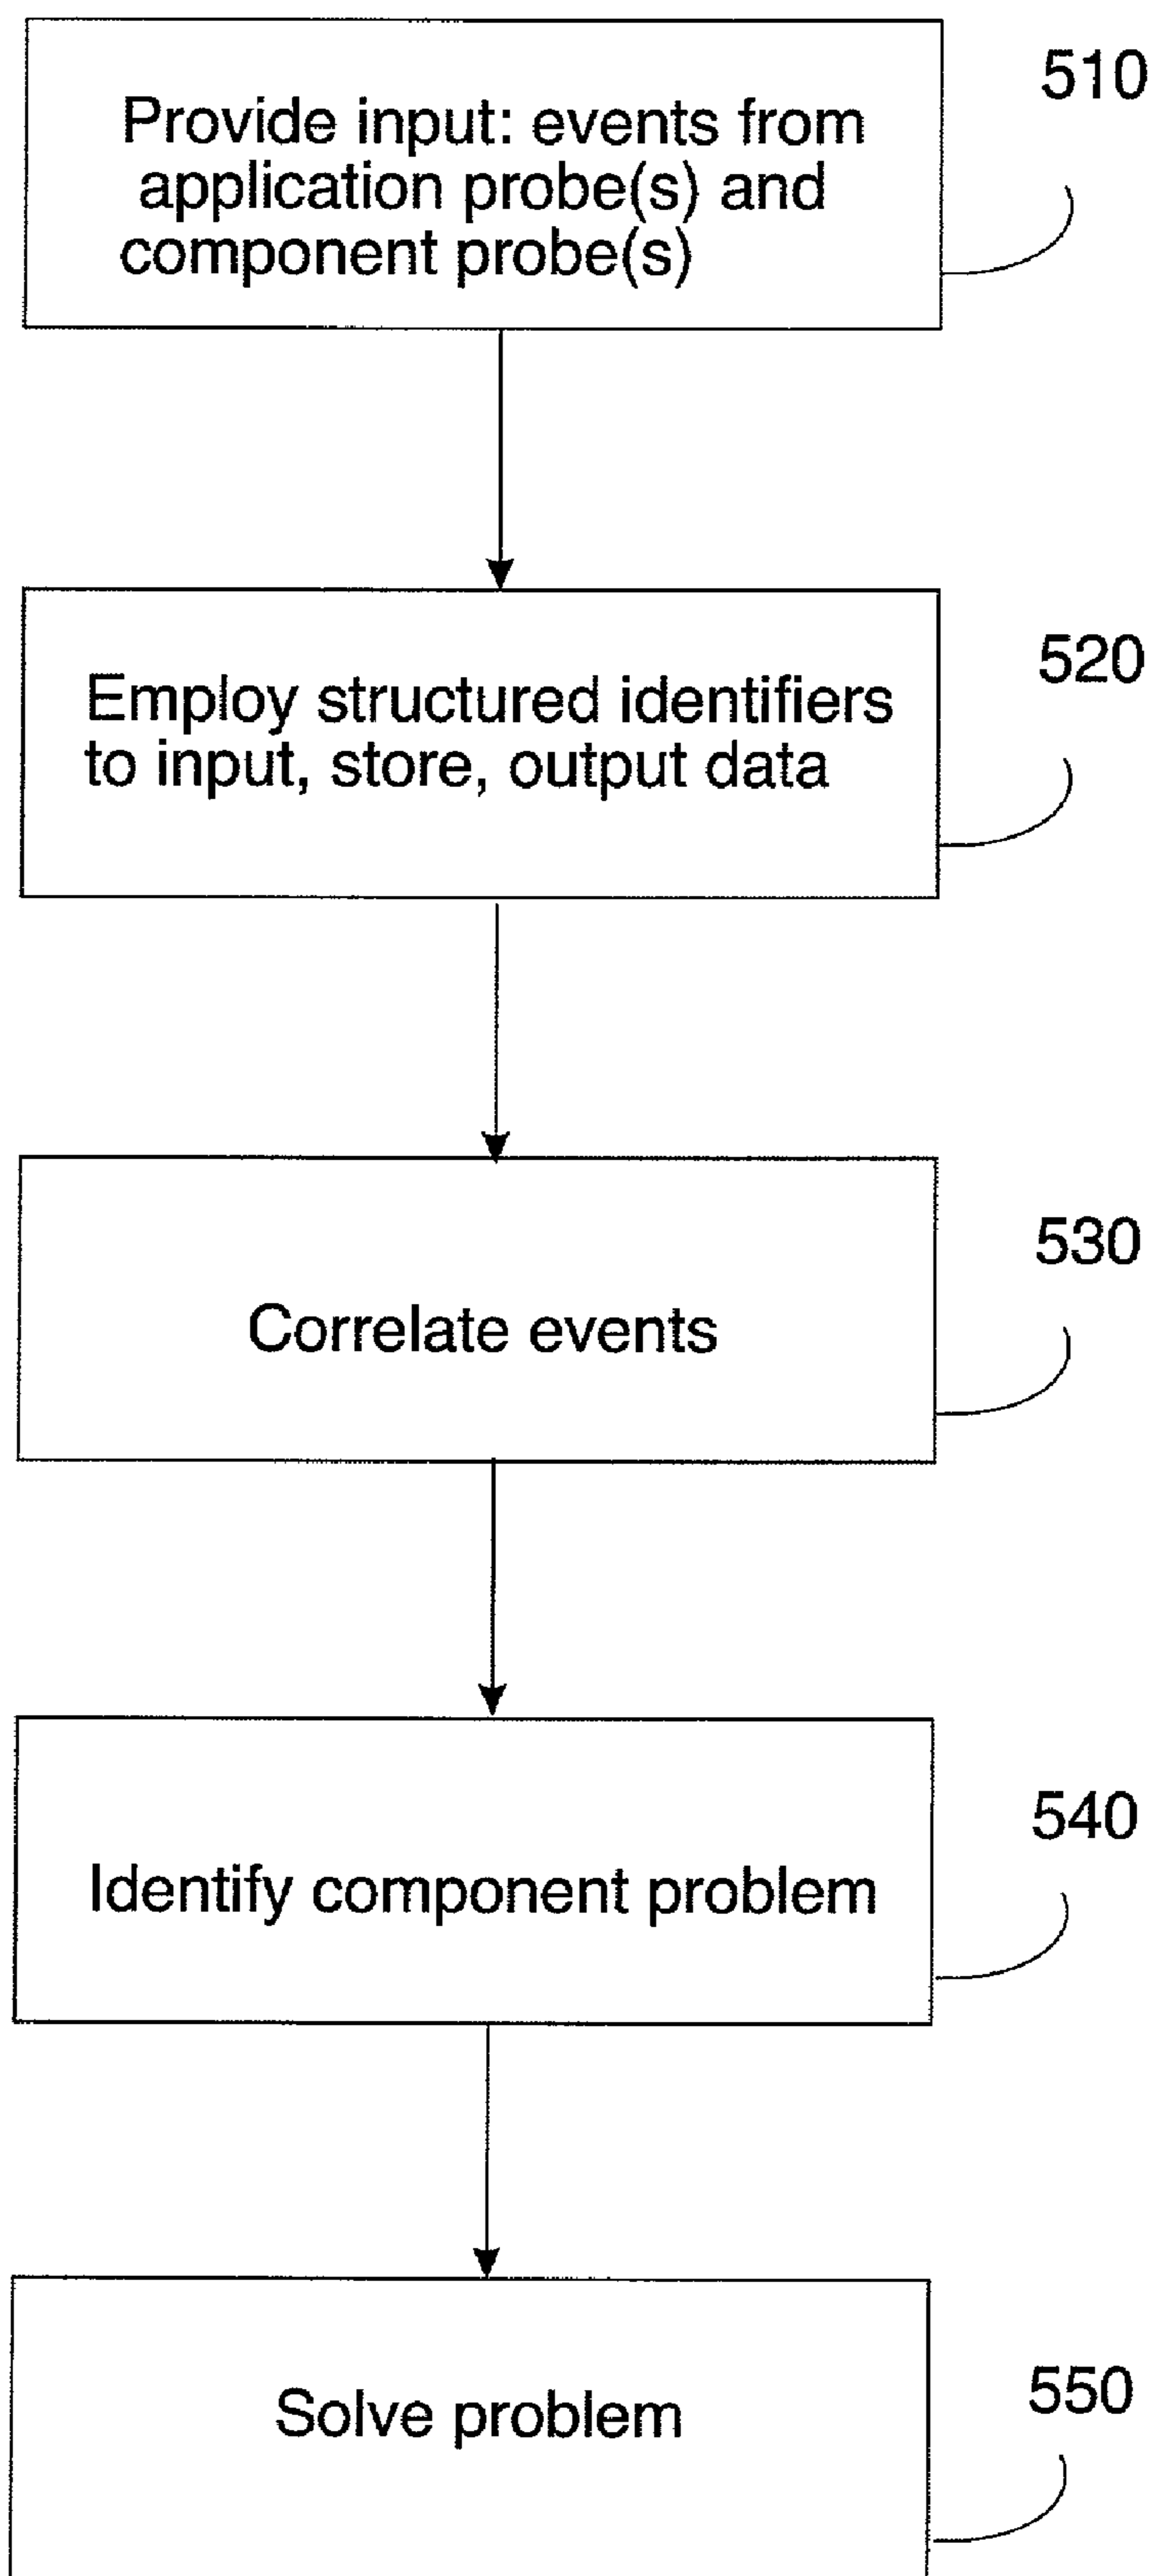 510
Provide input: events from
application probe(s) and
component probe(s)
520
Employ structured identifiers
to input, store, output data
530
Correlate events
540
Identify component problem
550
Solve problem